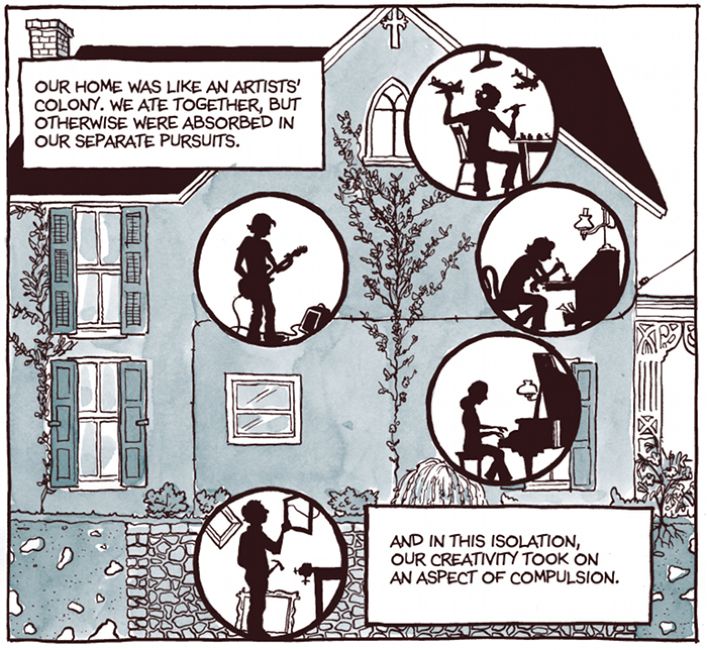 OUR HOME WAS LIKE AN ARTISTS'
COLONY. WE ATE TOGETHER, BUT
OTHERWISE WERE ABSORBED IN
OUR SEPARATE PURSUITS.
AND IN THIS ISOLATION,
OUR CREATIVITY TOOK ON
AN ASPECT OF COMPULSION.